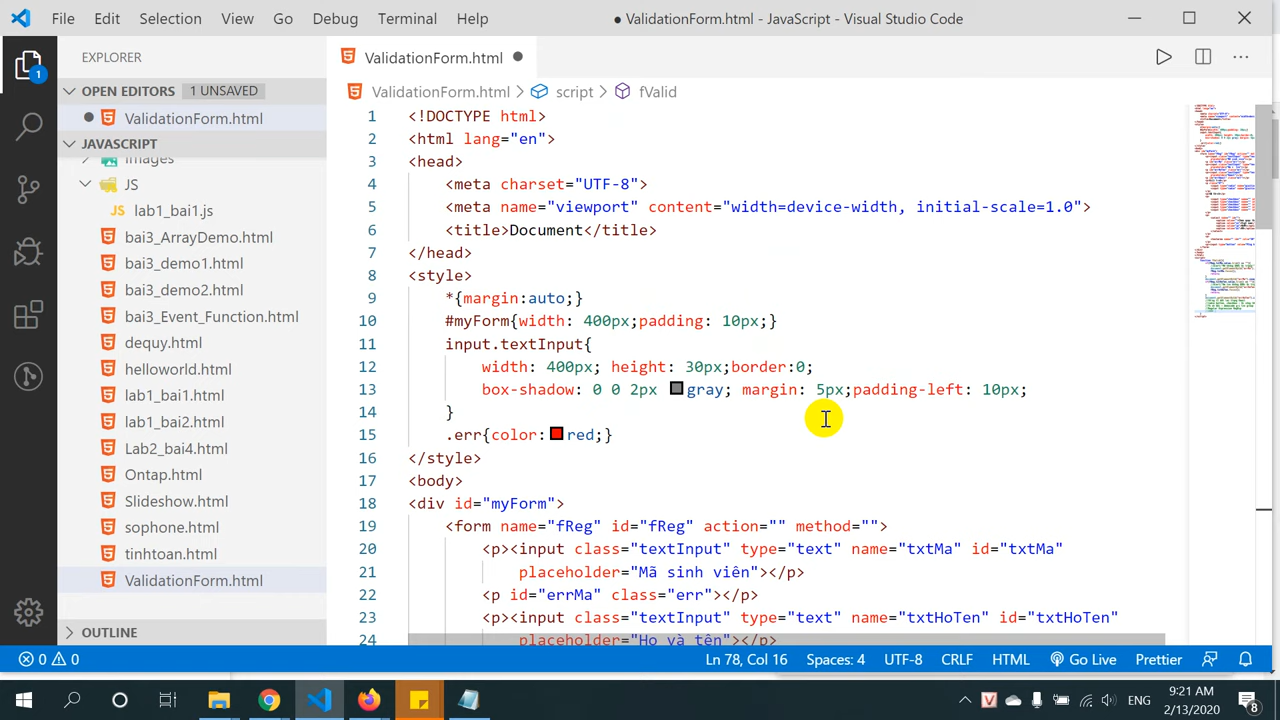 File Edit Selection View Go Debug Terminal Help
● ValidationForm.html - JavaScript - Visual Studio Code
EXPLORER
OPEN EDITORS 1 UNSAVED
ValidationForm.html
JAVASCRIPT
images
JS
JS lab1_bai1.js
bai3_ArrayDemo.html
bai3_demo1.html
bai3_demo2.html
bai3_Event_Function.html
dequy.html
helloworld.html
lab1_bai1.html
lab1_bai2.html
Lab2_bai4.html
Ontap.html
Slideshow.html
sophone.html
tinhtoan.html
ValidationForm.html
OUTLINE
1
ValidationForm.html
ValidationForm.html > script > fValid
1 <!DOCTYPE html>
2 <html lang="en">
3 <head>
4 <meta charset="UTF-8">
5 <meta name="viewport" content="width=device-width, initial-scale=1.0">
6 <title>Document</title>
7 </head>
8 <style>
9 *{margin:auto;}
10 #myForm{width: 400px;padding: 10px;}
11 input.textInput{
12 width: 400px; height: 30px;border:0;
13 box-shadow: 0 0 2px gray; margin: 5px;padding-left: 10px;
14 }
15 .err{color: red;}
16 </style>
17 <body>
18 <div id="myForm">
19 <form name="fReg" id="fReg" action="" method="">
20 <p><input class="textInput" type="text" name="txtMa" id="txtMa"
21 placeholder="Mã sinh viên"></p>
22 <p id="errMa" class="err"></p>
23 <p><input class="textInput" type="text" name="txtHoTen" id="txtHoTen"
24 placeholder="Họ và tên"></p>
0 0 Ln 78, Col 16 Spaces: 4 UTF-8 CRLF HTML Go Live Prettier
ENG
9:21 AM
2/13/2020
8